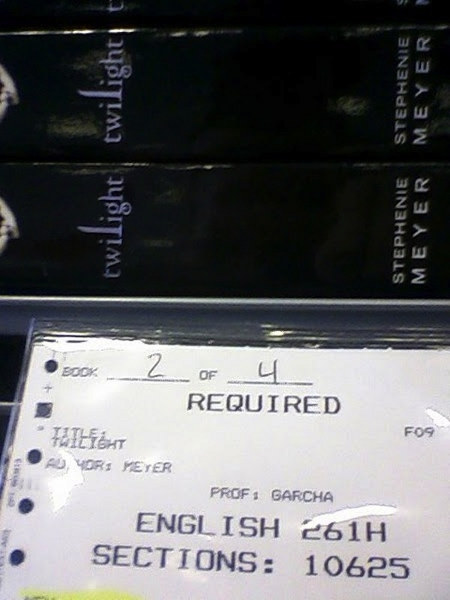 twilight
STEPHENIE
MEYER
twilight
STEPHENIE
MEYER
BOOK 2 OF 4
REQUIRED
F09
TITLE:
TWILIGHT
AUTHOR: MEYER
PROF: GARCHA
ENGLISH 261H
SECTIONS: 10625